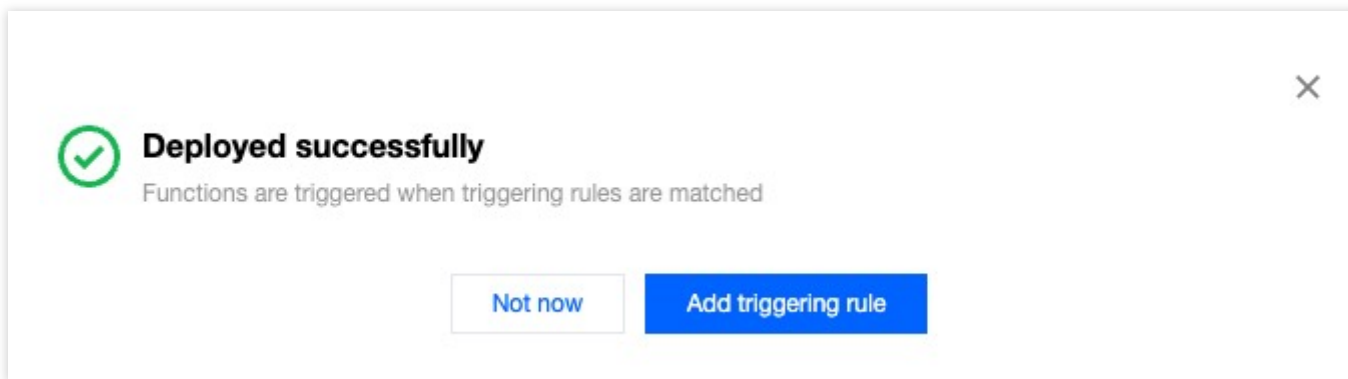 Deployed successfully
Functions are triggered when triggering rules are matched
Not now
Add triggering rule